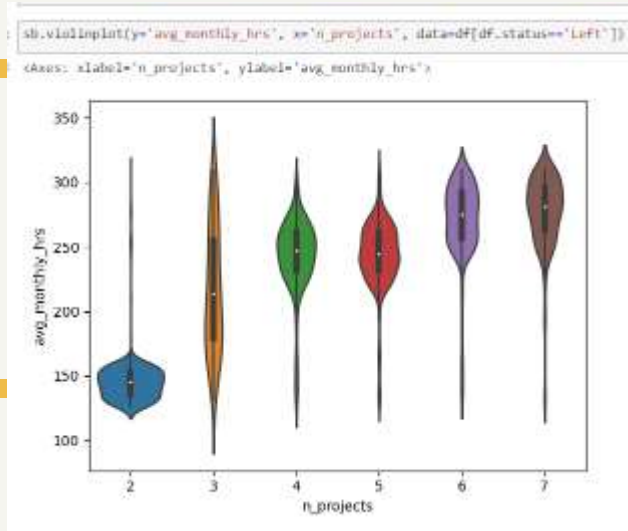 sb.violinplot(y='avg_monthly_hrs', x='n_projects', data=df[df.status=='Left'])
<Axes: xlabel='n_projects', ylabel='avg_monthly_hrs'>
350
300
250
200
150
100
avg_monthly_hrs
2 3 4 5 6 7
n_projects